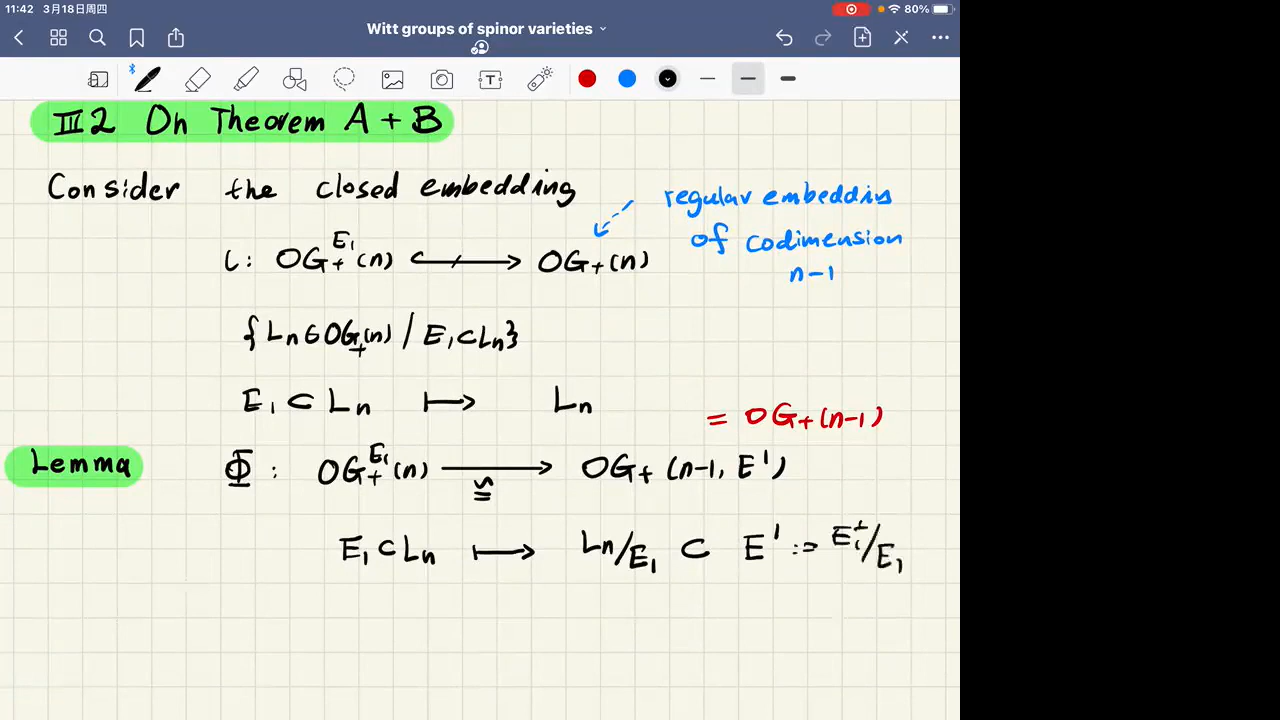 11:42 3月18日周四 80%
Witt groups of spinor varieties
T
III 2 On Theorem A + B
Consider the closed embedding
regular embedding
of codimension
n-1
ι: OG₊^{E₁}(n) ↪ OG₊(n)
{Ln ∈ OG₊(n) / E₁ ⊂ Ln}
E₁ ⊂ Ln ↦ Ln
= OG₊(n-1)
Lemma Φ : OG₊^{E₁}(n) ⟶ ≅ OG₊(n-1, E')
E₁ ⊂ Ln ↦ Ln/E₁ ⊂ E' := E₁^⊥/E₁